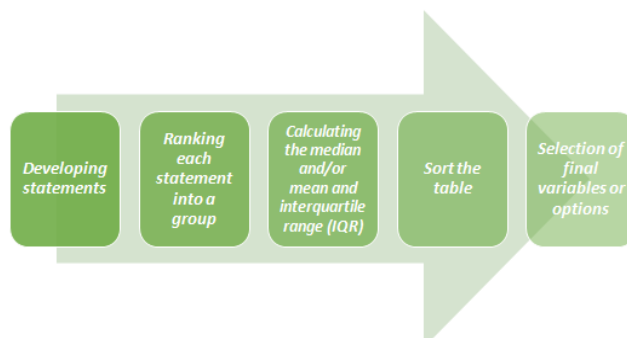 Developing
statements
Ranking
each
statement
into a
group
Calculating
the median
and/or
mean and
interquartile
range (IQR)
Sort the
table
Selection of
final
variables or
options